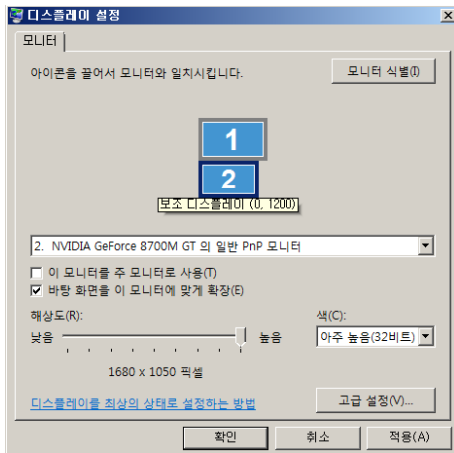 디스플레이 설정
모니터
아이콘을 끌어서 모니터와 일치시킵니다.
모니터 식별(I)
1
2
보조 디스플레이 (0, 1200)
2. NVIDIA GeForce 8700M GT 의 일반 PnP 모니터
이 모니터를 주 모니터로 사용(T)
바탕 화면을 이 모니터에 맞게 확장(E)
해상도(R):
색(C):
낮음
높음
아주 높음(32비트)
1680 x 1050 픽셀
디스플레이를 최상의 상태로 설정하는 방법
고급 설정(V)...
확인
취소
적용(A)